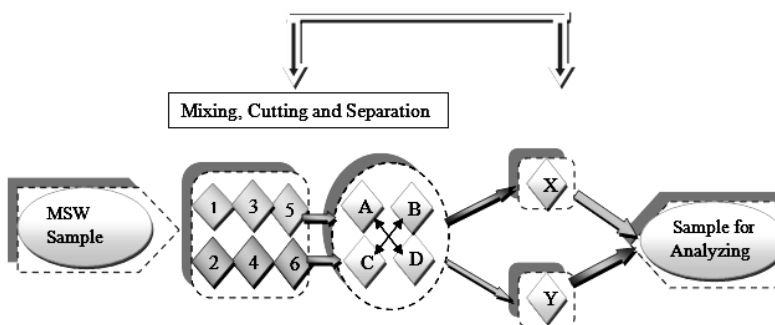 Mixing, Cutting and Separation
MSW
Sample
1 3 5
2 4 6
A B
C D
X
Y
Sample for
Analyzing